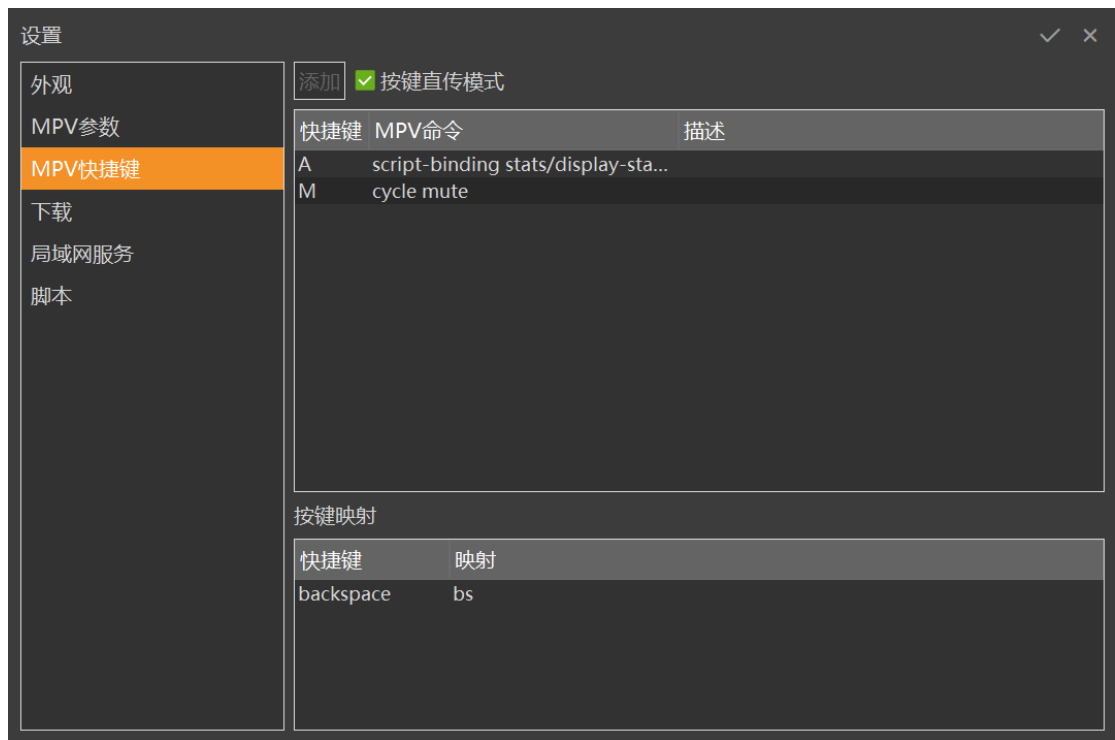 设置
外观
MPV参数
MPV快捷键
下载
局域网服务
脚本
添加 按键直传模式
快捷键 MPV命令 描述
A script-binding stats/display-sta...
M cycle mute
按键映射
快捷键 映射
backspace bs